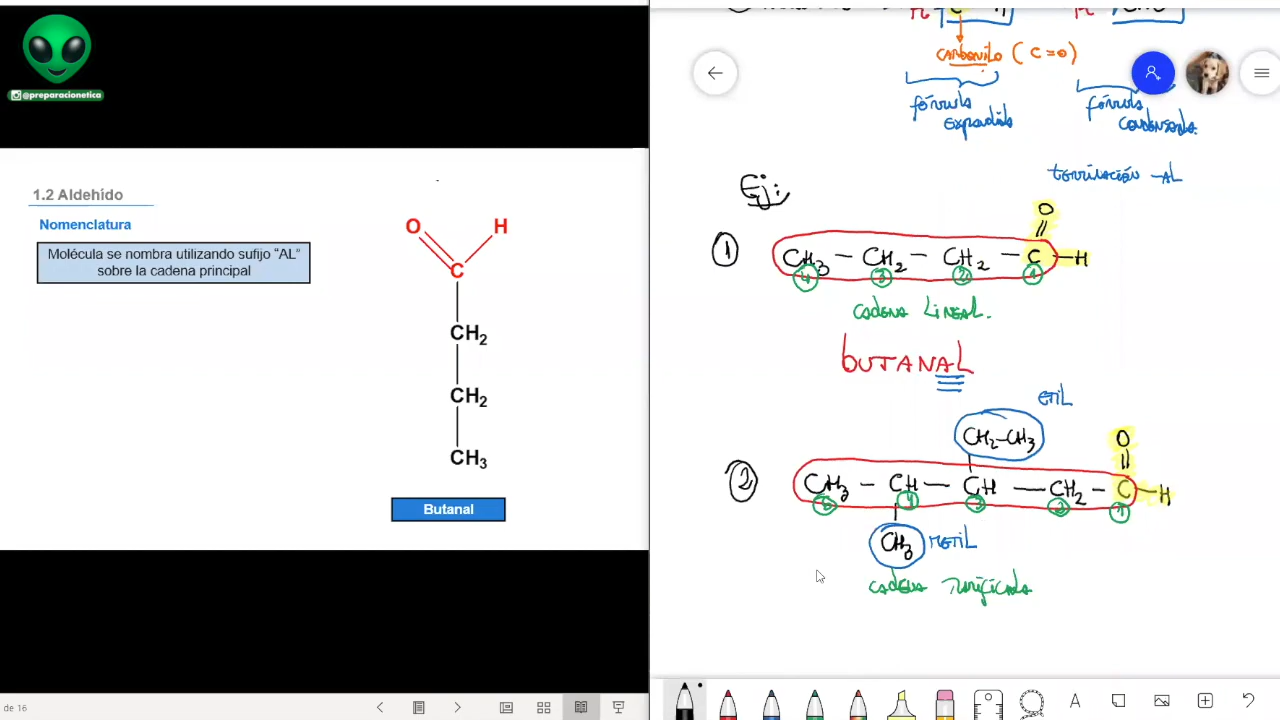 @preparacionetica
1.2 Aldehído
Nomenclatura
Molécula se nombra utilizando sufijo "AL"
sobre la cadena principal
O H
C
CH2
CH2
CH3
Butanal
de 16
CARBONILO (C=O)
fórmula
expandida
fórmula
condensada.
terminación -AL
Ej:
O
① CH3 - CH2 - CH2 - C - H
4 3 2 1
cadena Lineal.
BUTANAL
ETIL
CH2-CH3 O
② CH3 - CH - CH - CH2 - C - H
5 4 3 2 1
CH3 METIL
cadena ramificada
A